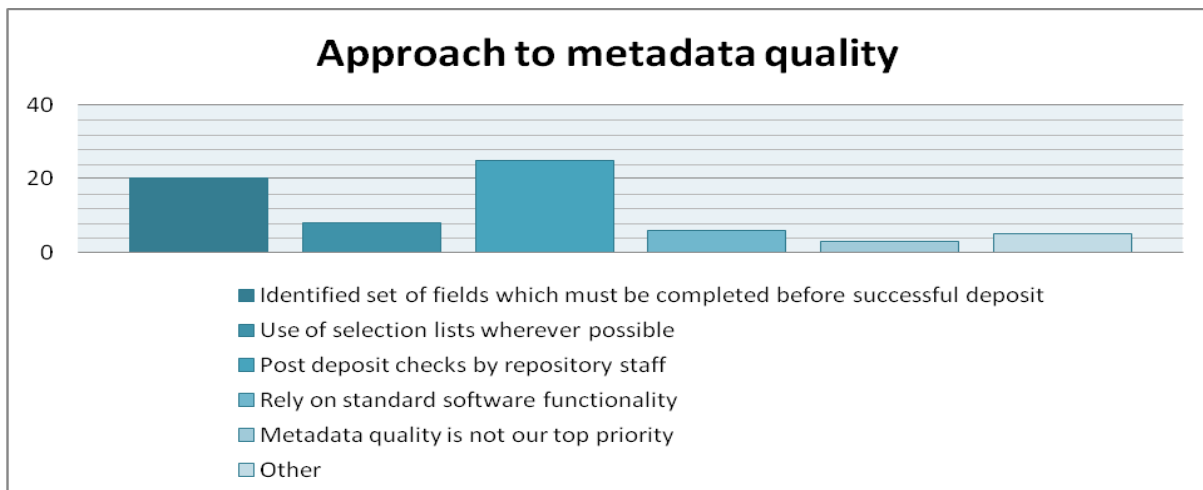 Approach to metadata quality
40
20
0
Identified set of fields which must be completed before successful deposit
Use of selection lists wherever possible
Post deposit checks by repository staff
Rely on standard software functionality
Metadata quality is not our top priority
Other